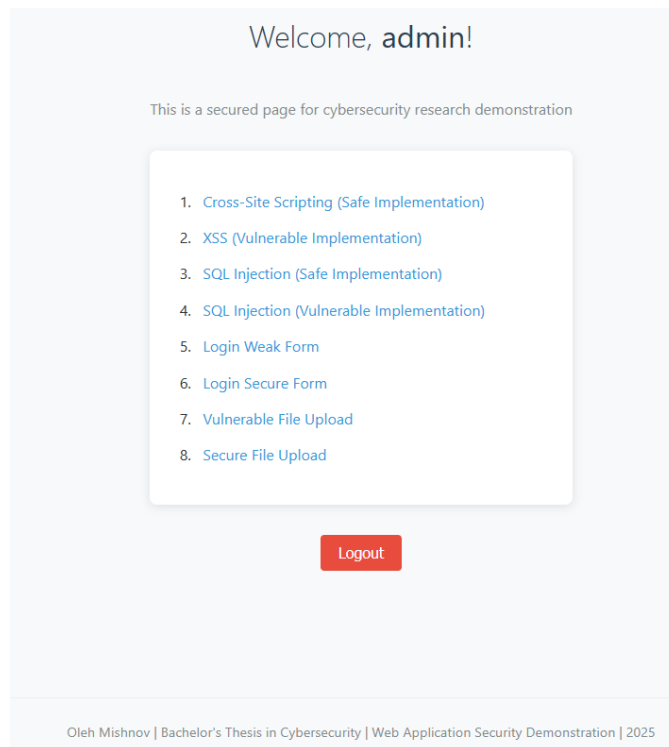 Welcome, admin!
This is a secured page for cybersecurity research demonstration
1. Cross-Site Scripting (Safe Implementation)
2. XSS (Vulnerable Implementation)
3. SQL Injection (Safe Implementation)
4. SQL Injection (Vulnerable Implementation)
5. Login Weak Form
6. Login Secure Form
7. Vulnerable File Upload
8. Secure File Upload
Logout
Oleh Mishnov | Bachelor's Thesis in Cybersecurity | Web Application Security Demonstration | 2025